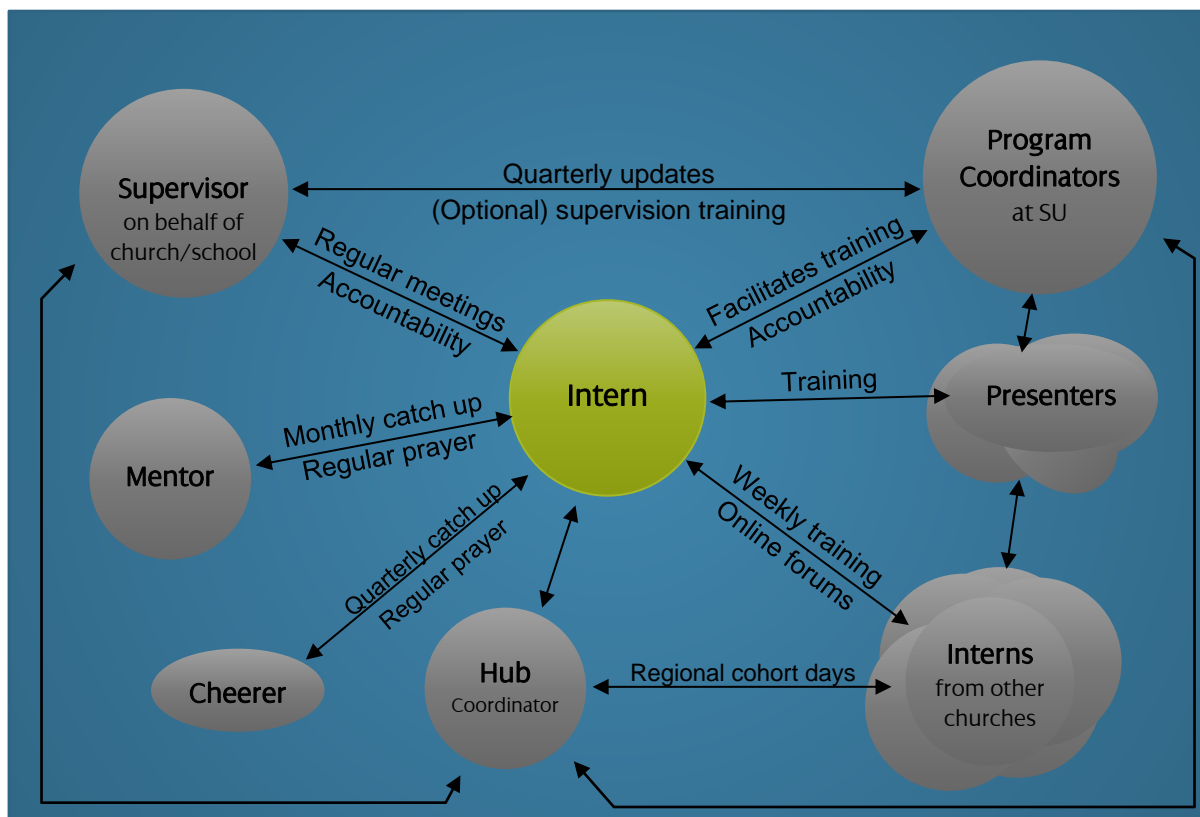 Program
Coordinators
at SU
Supervisor
on behalf of
church/school
Quarterly updates
(Optional) supervision training
Regular meetings
Accountability
Facilitates training
Accountability
Intern
Training
Presenters
Monthly catch up
Regular prayer
Mentor
Quarterly catch up
Regular prayer
Weekly training
Online forums
Cheerer
Hub
Coordinator
Regional cohort days
Interns
from other
churches